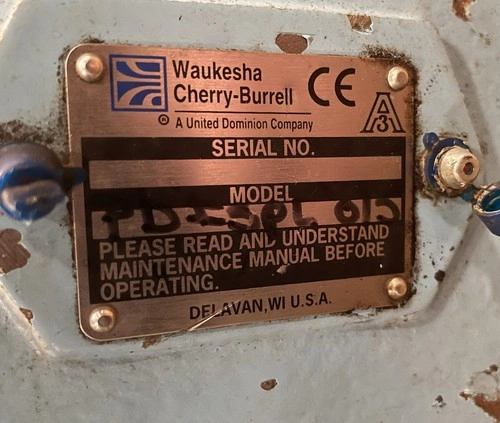 Waukesha
Cherry-Burrell
CE
® A United Dominion Company
A
3
SERIAL NO.
MODEL
PLEASE READ AND UNDERSTAND
MAINTENANCE MANUAL BEFORE
OPERATING.
DELAVAN, WI U.S.A.